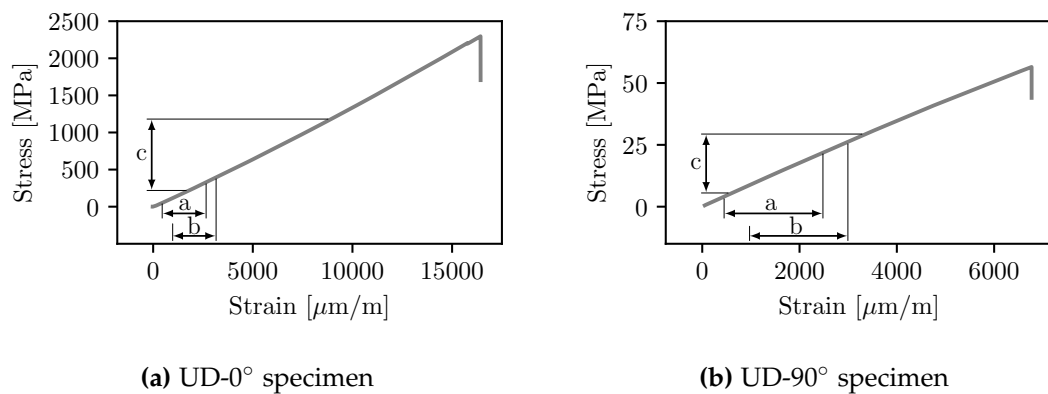 2500
2000
1500
1000
500
0
Stress [MPa]
c
a
b
0 5000 10000 15000
Strain [μm/m]
(a) UD-0° specimen
75
50
25
0
Stress [MPa]
c
a
b
0 2000 4000 6000
Strain [μm/m]
(b) UD-90° specimen